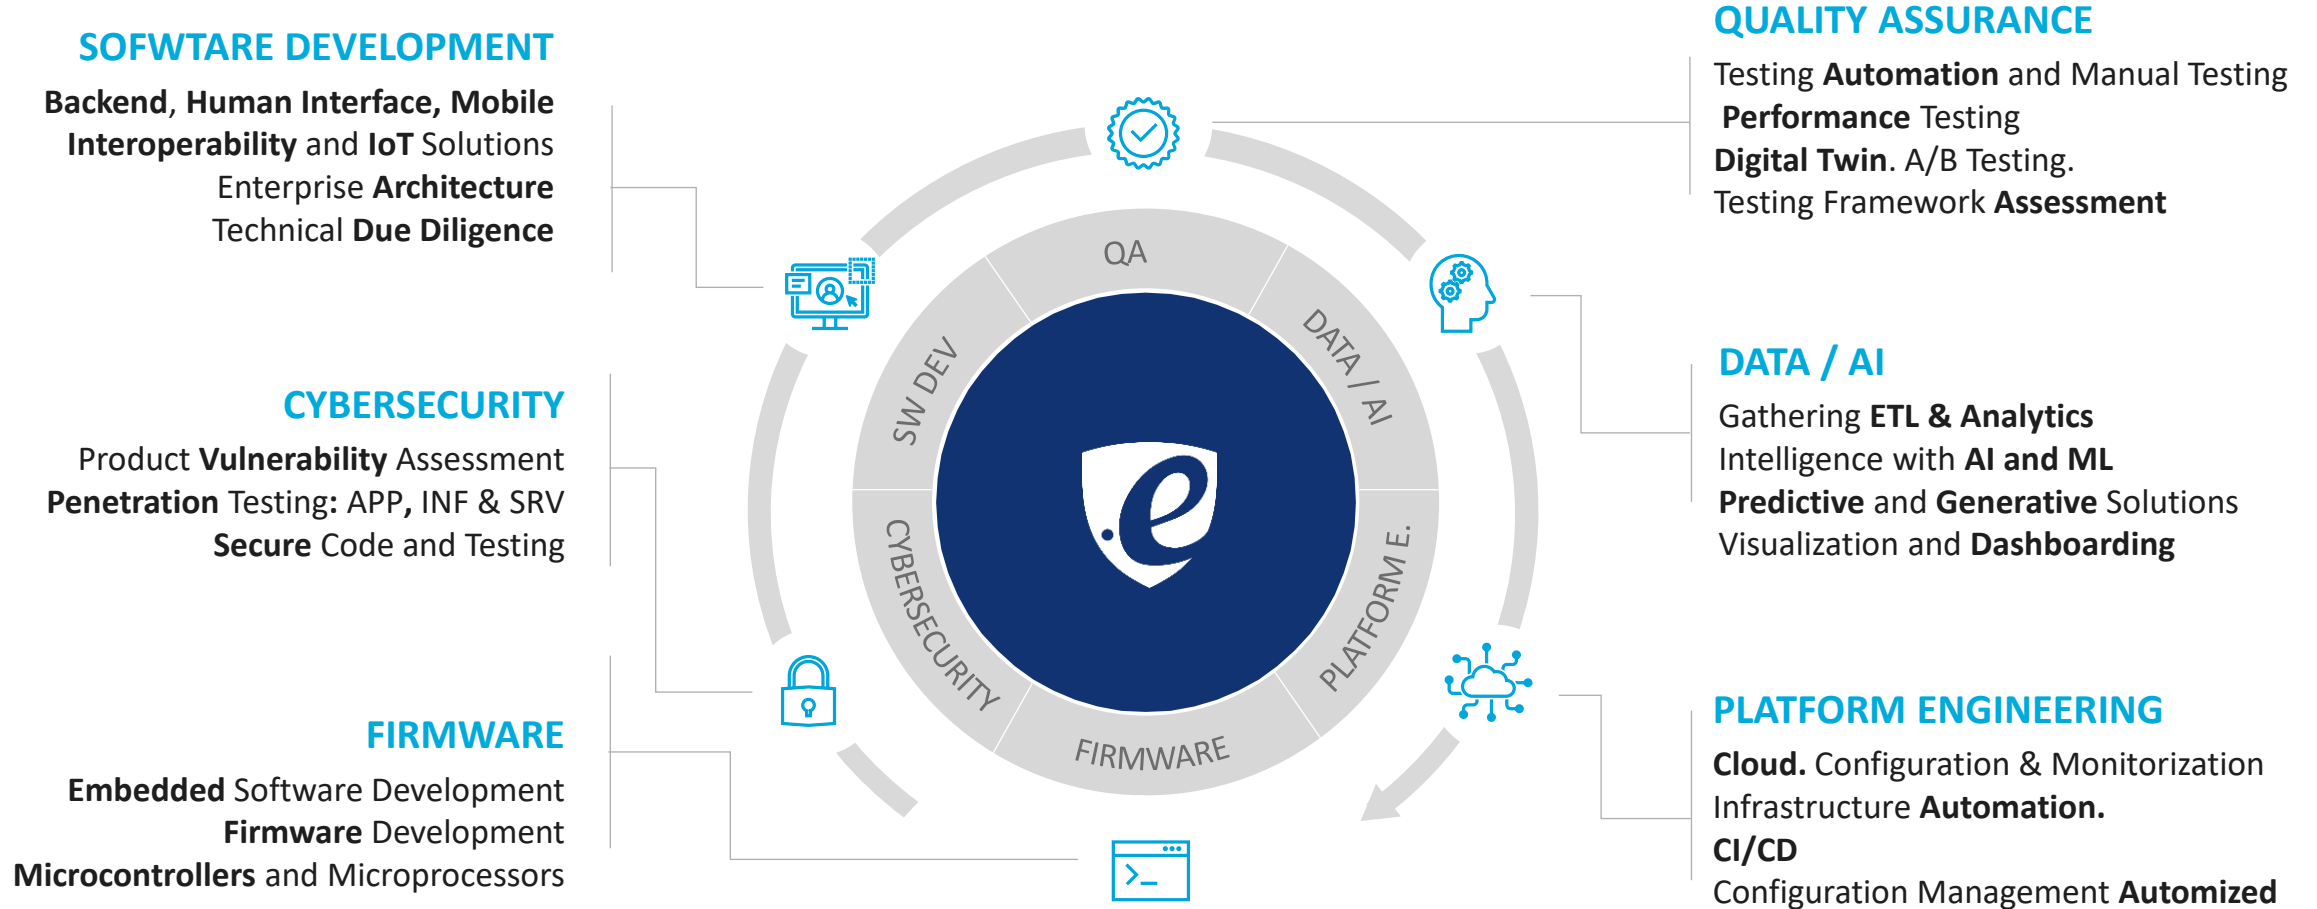 SOFWTARE DEVELOPMENT
Backend, Human Interface, Mobile
Interoperability and IoT Solutions
Enterprise Architecture
Technical Due Diligence
CYBERSECURITY
Product Vulnerability Assessment
Penetration Testing: APP, INF & SRV
Secure Code and Testing
FIRMWARE
Embedded Software Development
Firmware Development
Microcontrollers and Microprocessors
QA
DATA / AI
PLATFORM E.
FIRMWARE
CYBERSECURITY
SW DEV
.e
QUALITY ASSURANCE
Testing Automation and Manual Testing
Performance Testing
Digital Twin. A/B Testing.
Testing Framework Assessment
DATA / AI
Gathering ETL & Analytics
Intelligence with AI and ML
Predictive and Generative Solutions
Visualization and Dashboarding
PLATFORM ENGINEERING
Cloud. Configuration & Monitorization
Infrastructure Automation.
CI/CD
Configuration Management Automized